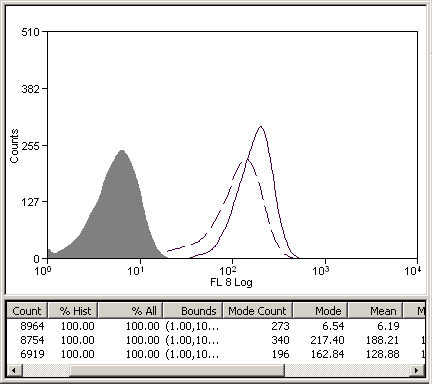 510
382
255
127
0
Counts
10⁰ 10¹ 10² 10³ 10⁴
FL 8 Log
Count % Hist % All Bounds Mode Count Mode Mean M
8964 100.00 100.00 (1.00,10... 273 6.54 6.19
8754 100.00 100.00 (1.00,10... 340 217.40 188.21
6919 100.00 100.00 (1.00,10... 196 162.84 128.88